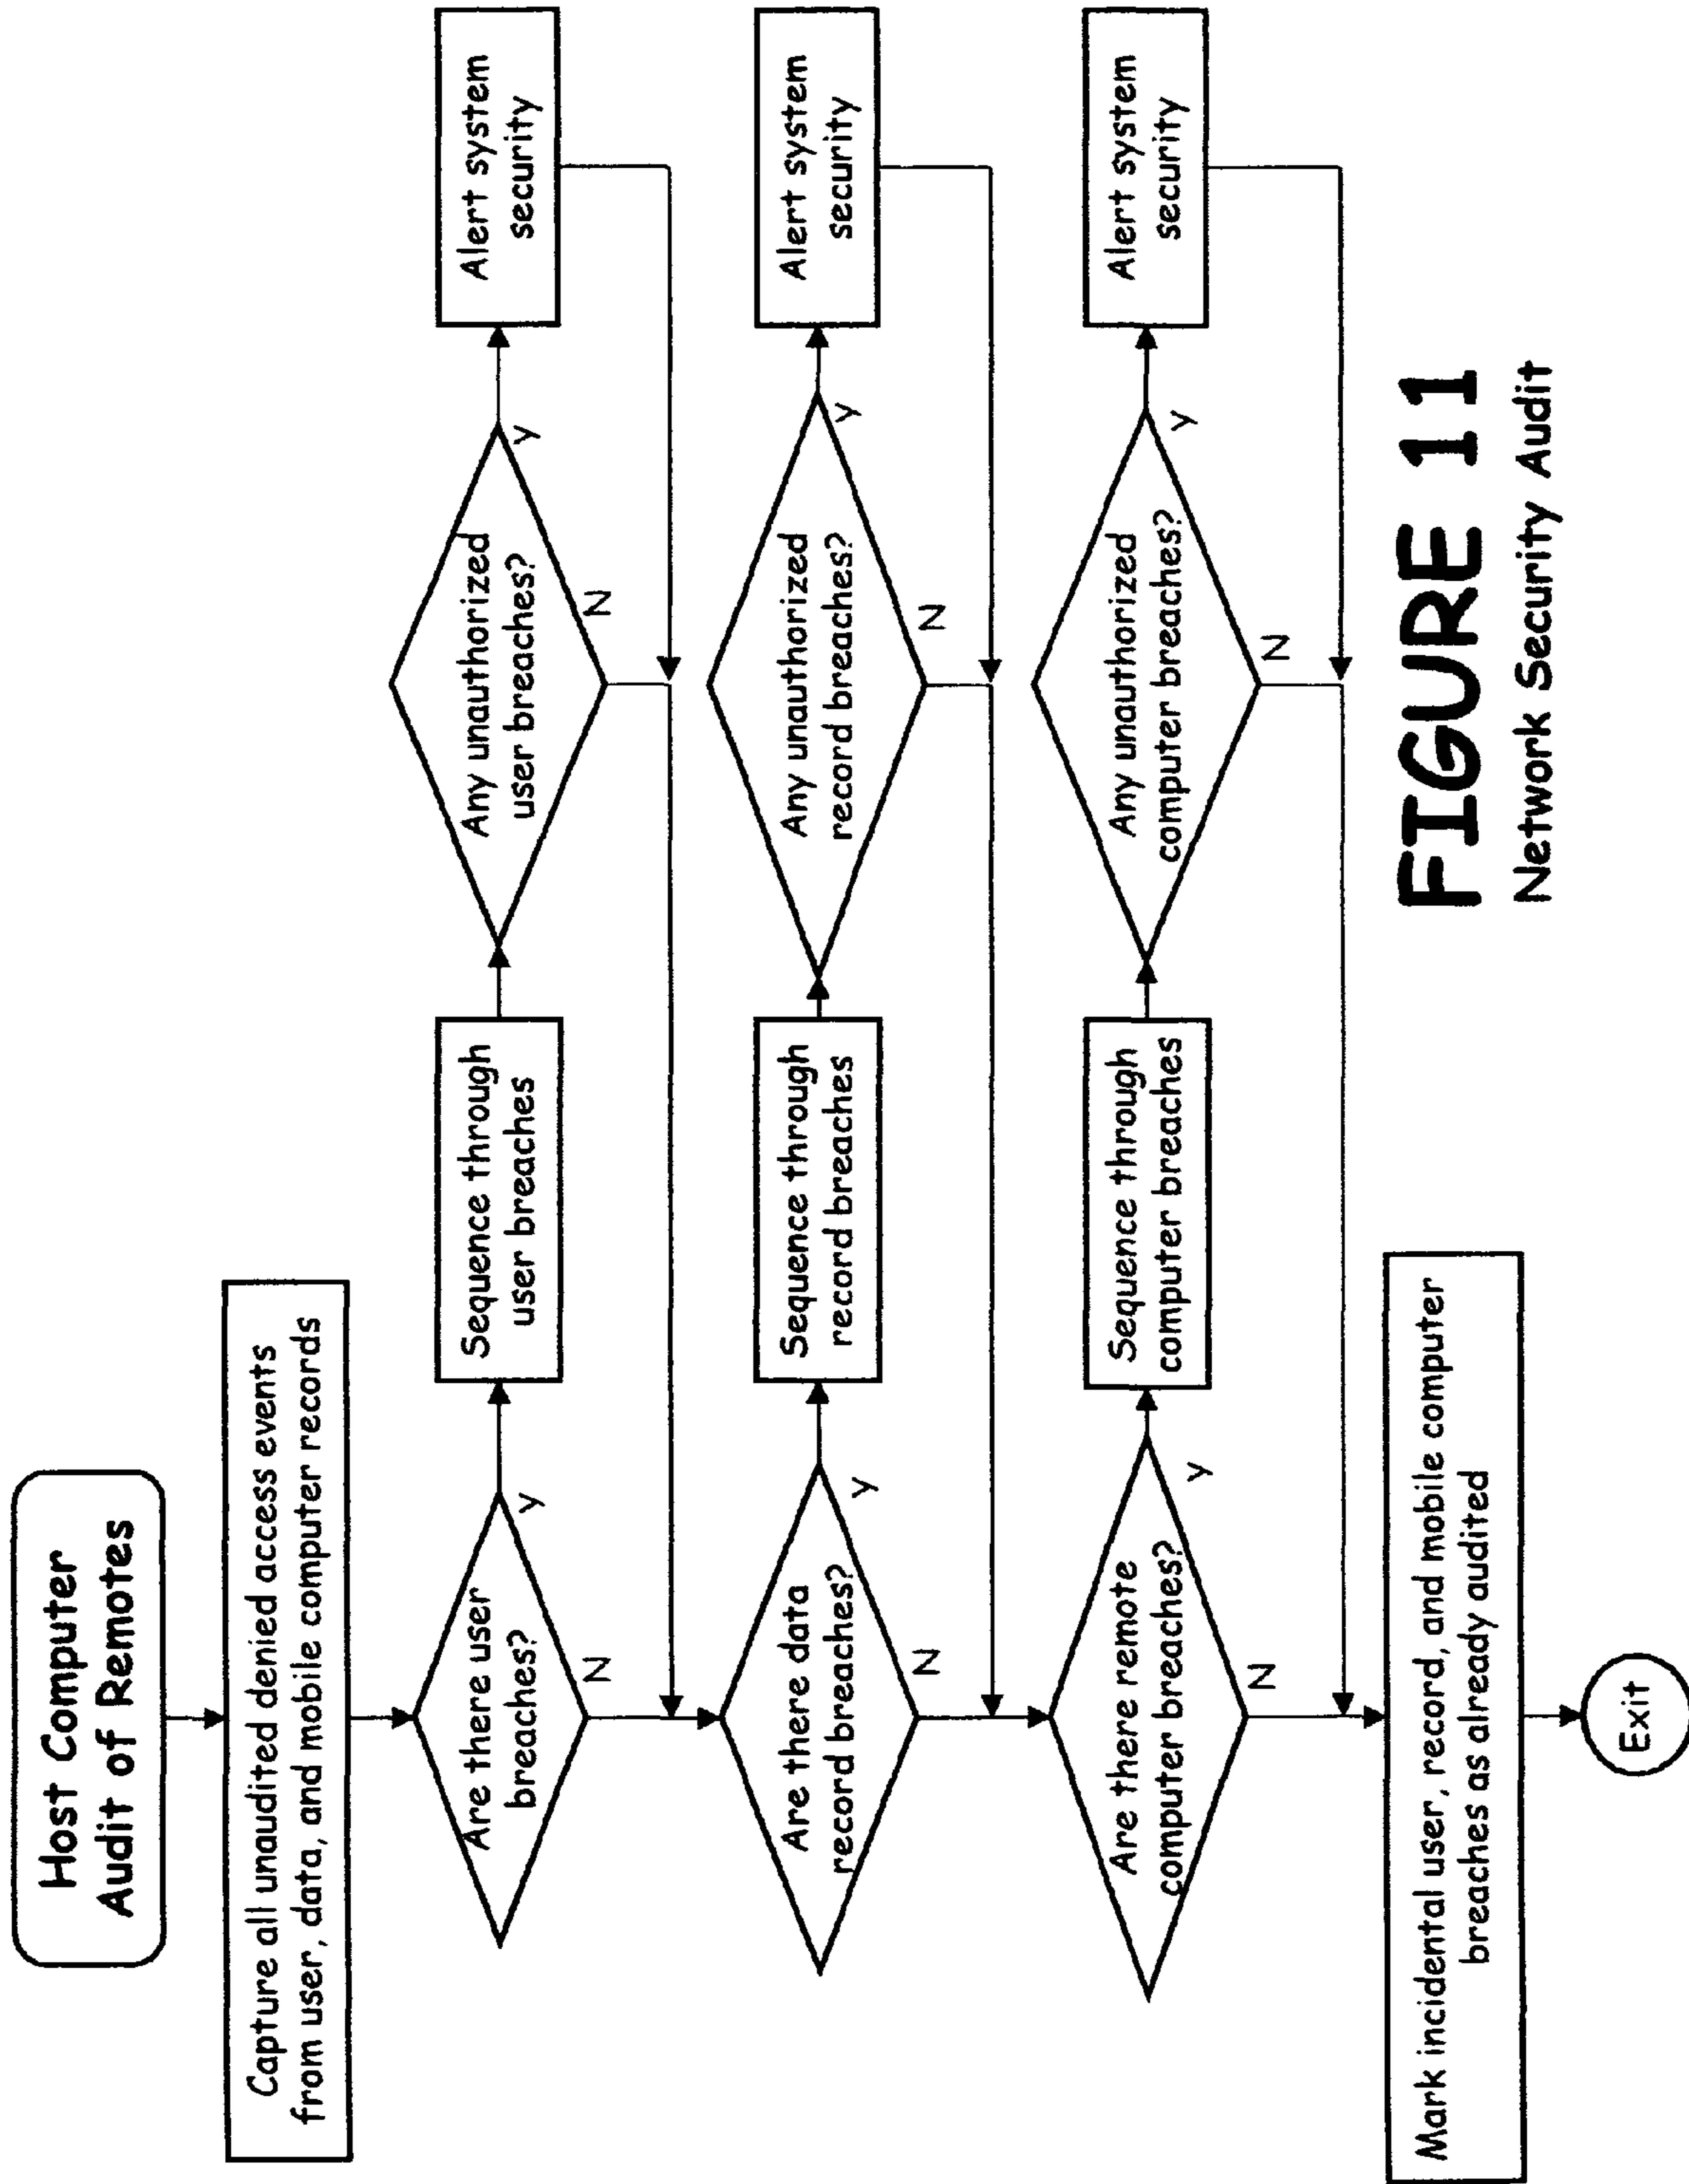 Host Computer
Audit of Remotes
Capture all unaudited denied access events
from user, data, and mobile computer records
Are there user
breaches?
Y
N
Sequence through
user breaches
Any unauthorized
user breaches?
Y
N
Alert system
security
Are there data
record breaches?
Y
N
Sequence through
record breaches
Any unauthorized
record breaches?
Y
N
Alert system
security
Are there remote
computer breaches?
Y
N
Sequence through
computer breaches
Any unauthorized
computer breaches?
Y
N
Alert system
security
Mark incidental user, record, and mobile computer
breaches as already audited
Exit
FIGURE 11
Network Security Audit